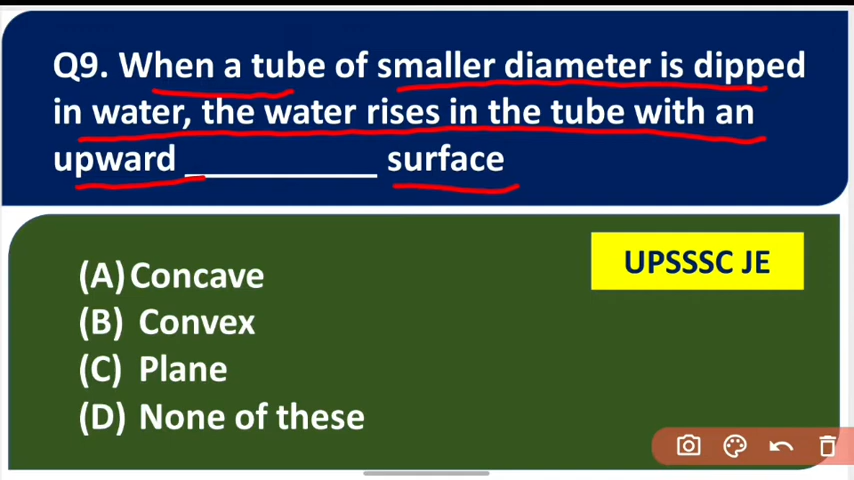 Q9. When a tube of smaller diameter is dipped
in water, the water rises in the tube with an
upward __________ surface
(A) Concave
UPSSSC JE
(B) Convex
(C) Plane
(D) None of these